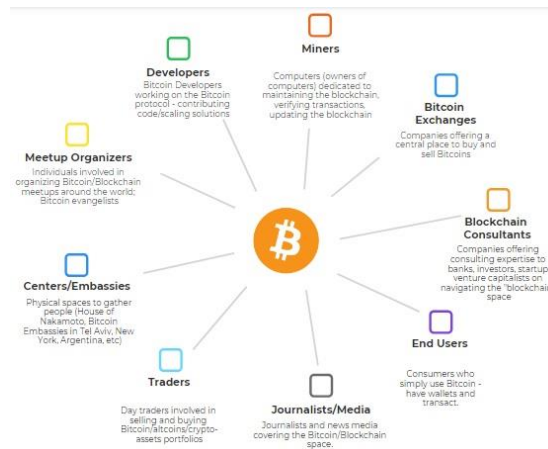 Miners
Computers (owners of
computers) dedicated to
maintaining the blockchain,
verifying transactions,
updating the blockchain
Bitcoin
Exchanges
Companies offering a
central place to buy and
sell Bitcoins
Blockchain
Consultants
Companies offering
consulting expertise to
banks, investors, startup
venture capitalists on
navigating the "blockchain
space
End Users
Consumers who
simply use Bitcoin -
have wallets and
transact.
Journalists/Media
Journalists and news media
covering the Bitcoin/Blockchain
space.
Traders
Day traders involved in
selling and buying
Bitcoin/altcoins/crypto-
assets portfolios
Centers/Embassies
Physical spaces to gather
people (House of
Nakamoto, Bitcoin
Embassies in Tel Aviv, New
York, Argentina, etc)
Meetup Organizers
Individuals involved in
organizing Bitcoin/Blockchain
meetups around the world;
Bitcoin evangelists
Developers
Bitcoin Developers
working on the Bitcoin
protocol - contributing
code/scaling solutions